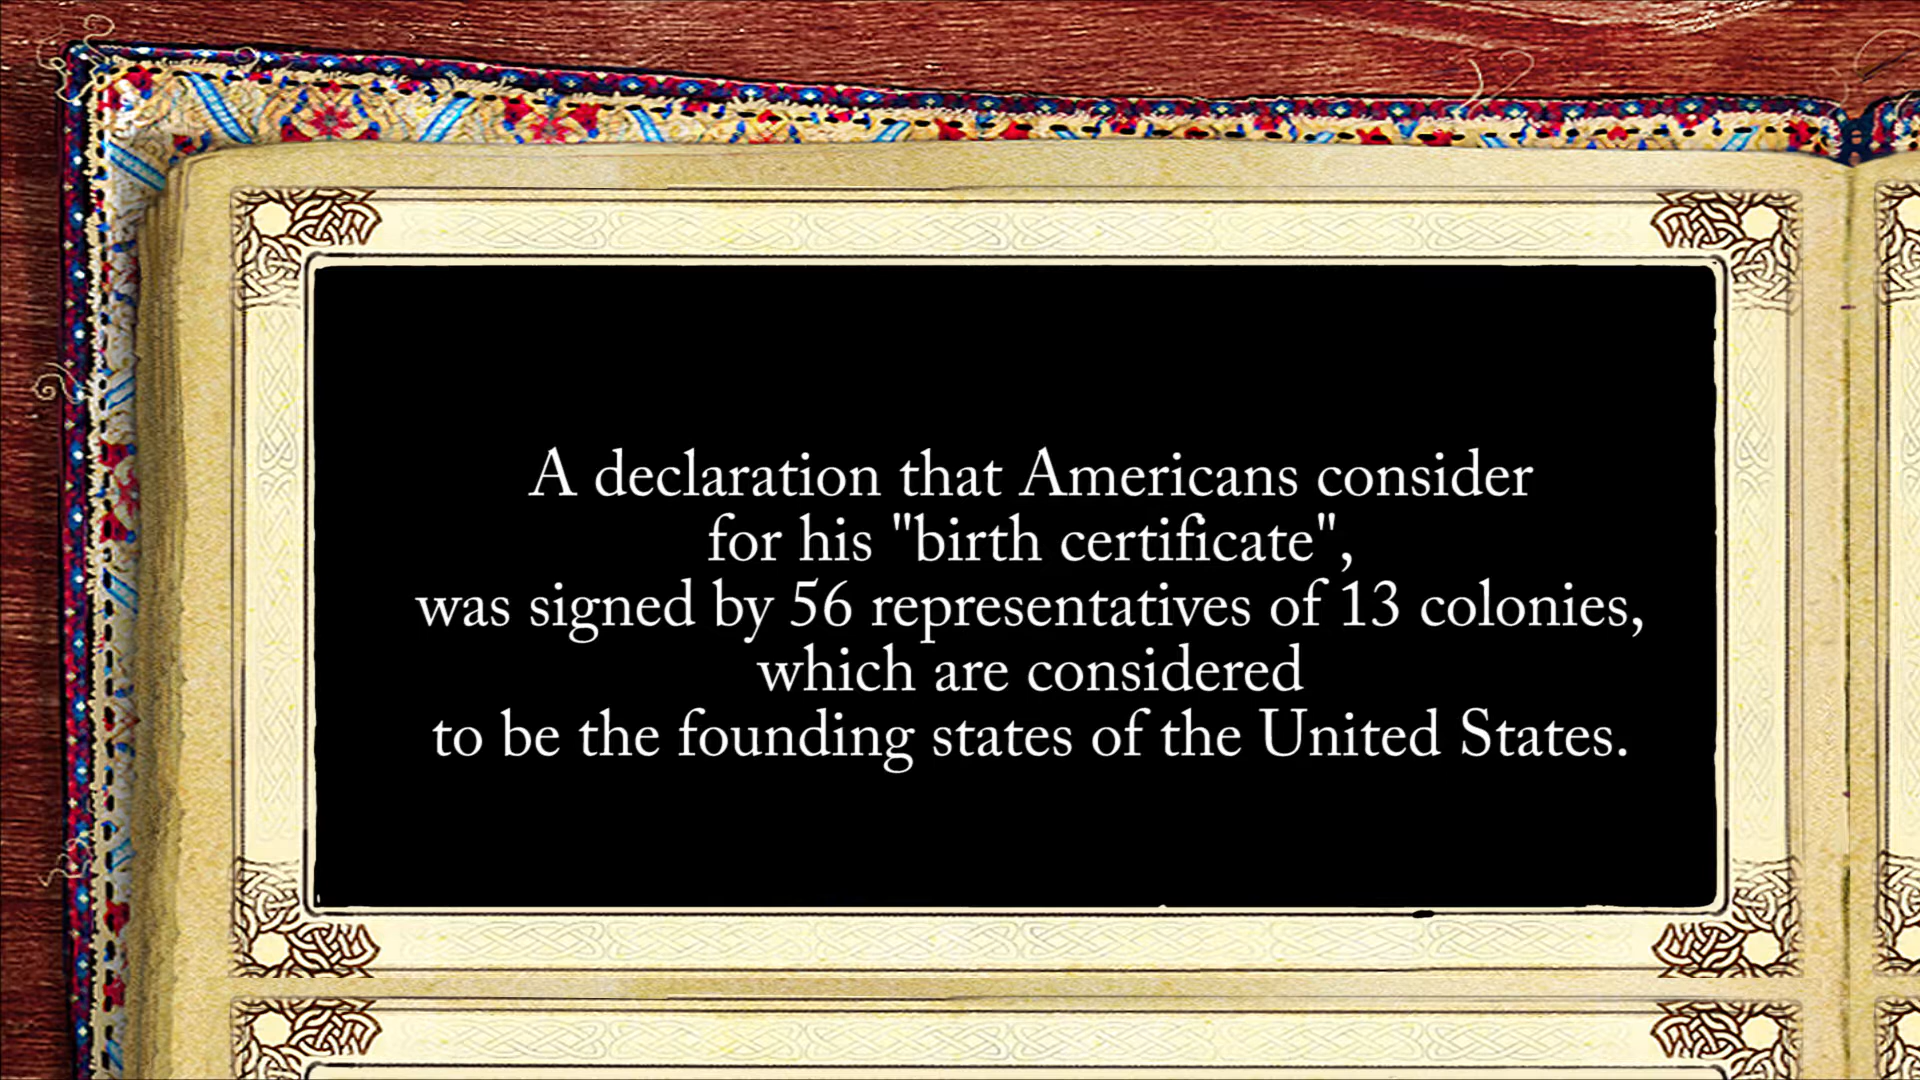 A declaration that Americans consider
for his "birth certificate",
was signed by 56 representatives of 13 colonies,
which are considered
to be the founding states of the United States.